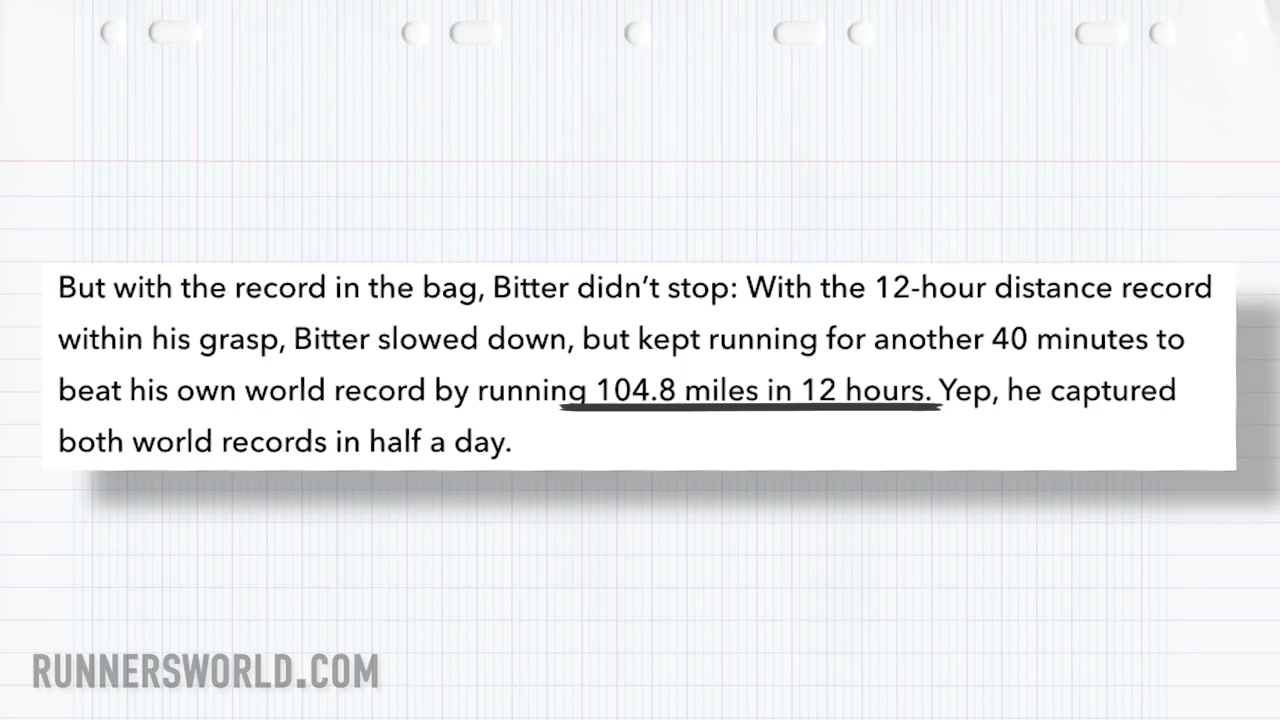 But with the record in the bag, Bitter didn’t stop: With the 12-hour distance record
within his grasp, Bitter slowed down, but kept running for another 40 minutes to
beat his own world record by running 104.8 miles in 12 hours. Yep, he captured
both world records in half a day.
RUNNERSWORLD.COM